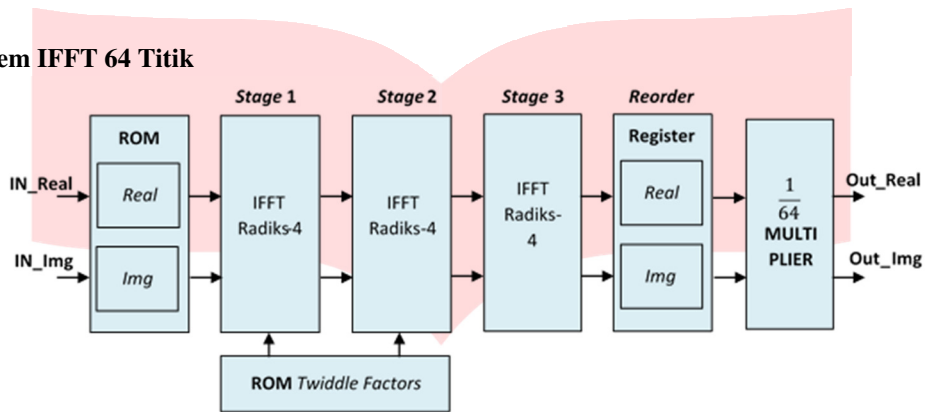 em IFFT 64 Titik
Stage 1
Stage 2
Stage 3
Reorder
ROM
Register
IN_Real
Real
IFFT
Radiks-4
IFFT
Radiks-4
IFFT
Radiks-
4
Real
1
64
MULTI
PLIER
Out_Real
IN_Img
Img
Img
Out_Img
ROM Twiddle Factors